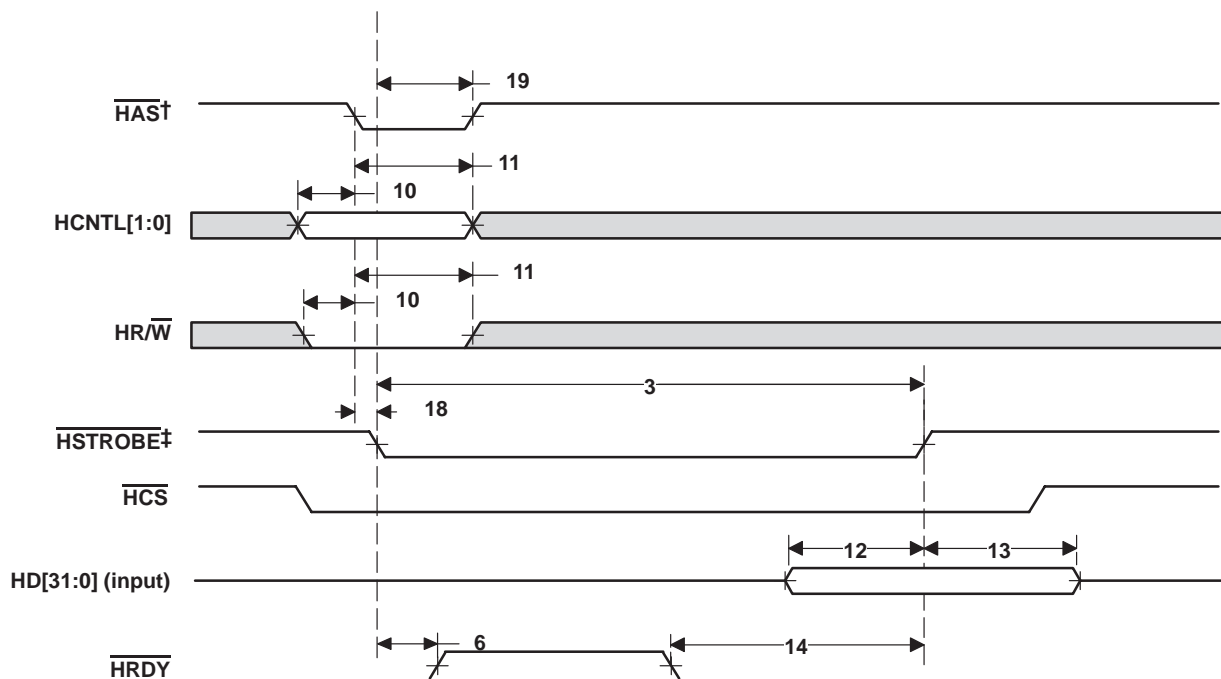 19
HAS†
11
10
HCNTL[1:0]
11
10
HR/W
3
18
HSTROBE‡
HCS
12
13
HD[31:0] (input)
6
14
HRDY